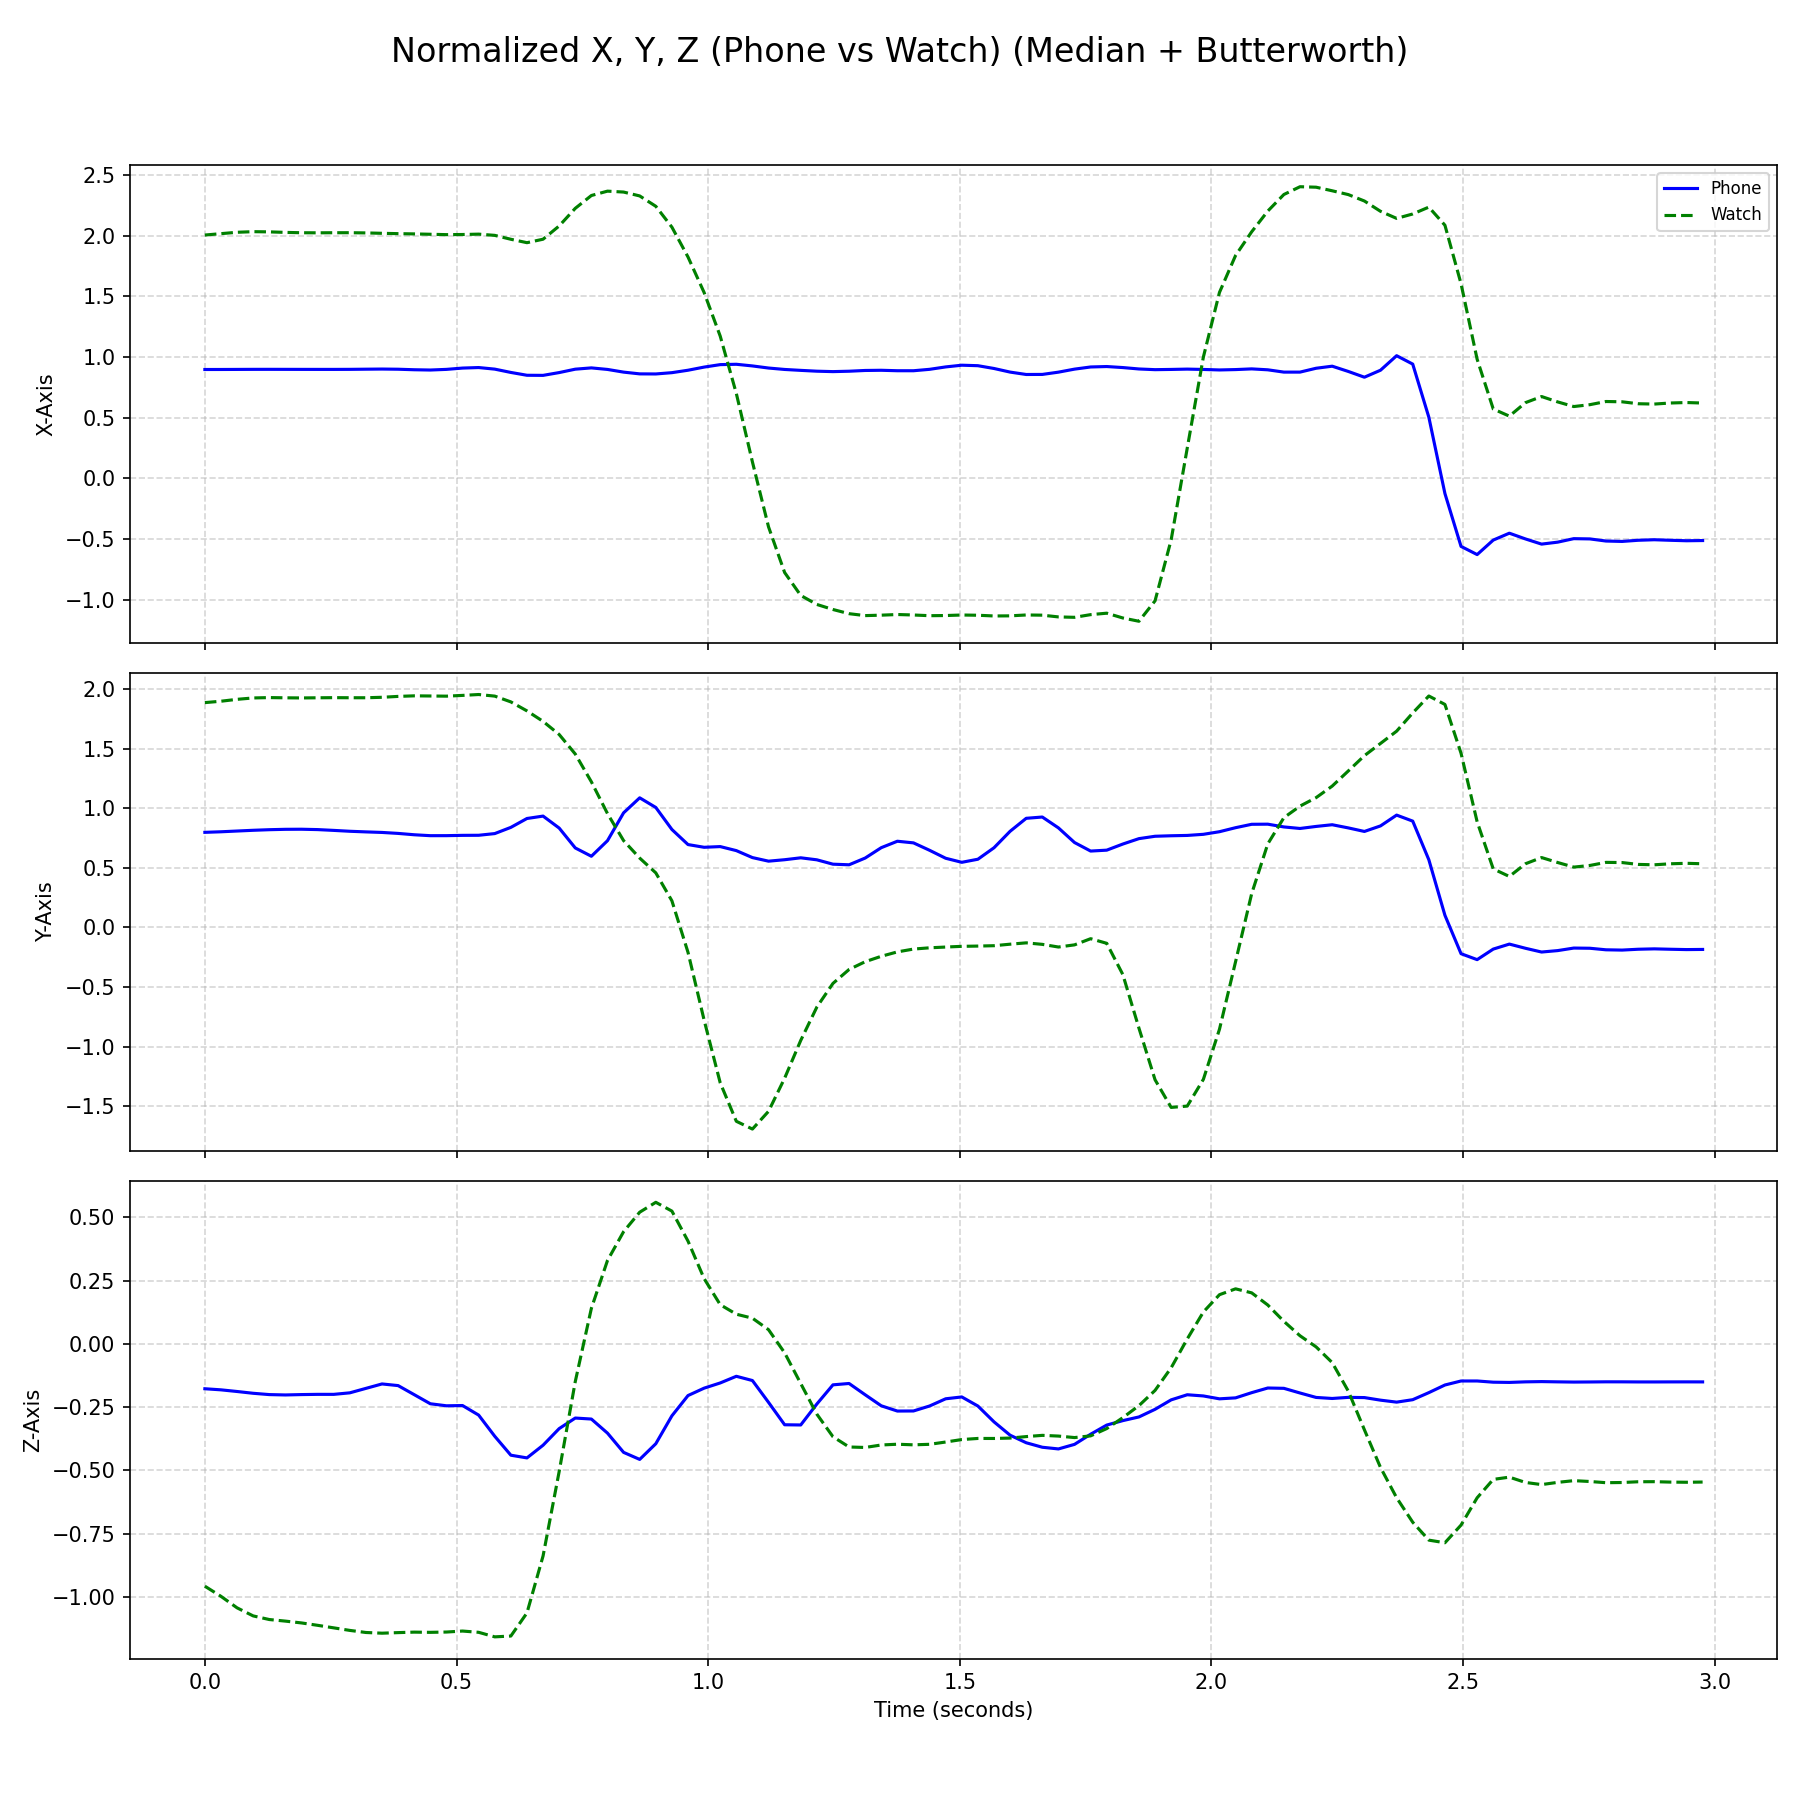 Normalized X, Y, Z (Phone vs Watch) (Median + Butterworth)
Phone
Watch
X-Axis
2.5
2.0
1.5
1.0
0.5
0.0
−0.5
−1.0
Y-Axis
2.0
1.5
1.0
0.5
0.0
−0.5
−1.0
−1.5
Z-Axis
0.50
0.25
0.00
−0.25
−0.50
−0.75
−1.00
0.0 0.5 1.0 1.5 2.0 2.5 3.0
Time (seconds)